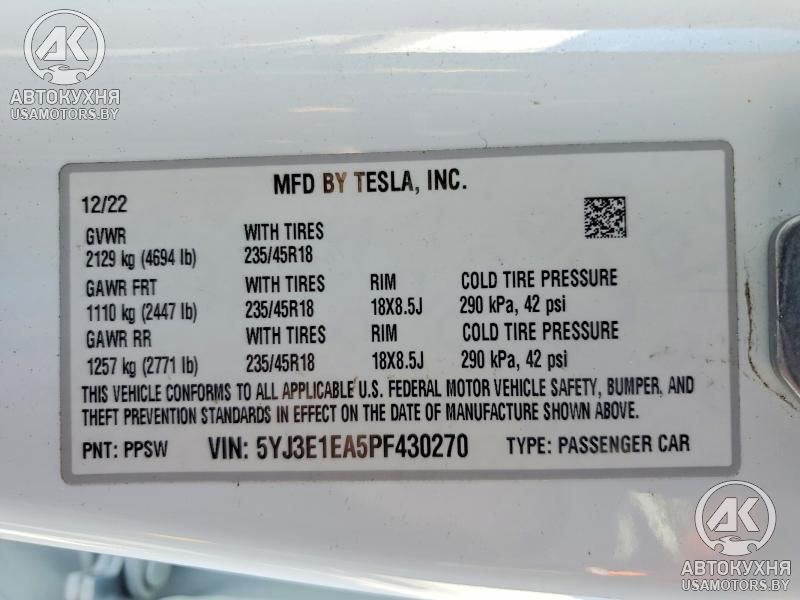 AK
АВТОКУХНЯ
USAMOTORS.BY
MFD BY TESLA, INC.
12/22
GVWR WITH TIRES
2129 kg (4694 lb) 235/45R18
GAWR FRT WITH TIRES RIM COLD TIRE PRESSURE
1110 kg (2447 lb) 235/45R18 18X8.5J 290 kPa, 42 psi
GAWR RR WITH TIRES RIM COLD TIRE PRESSURE
1257 kg (2771 lb) 235/45R18 18X8.5J 290 kPa, 42 psi
THIS VEHICLE CONFORMS TO ALL APPLICABLE U.S. FEDERAL MOTOR VEHICLE SAFETY, BUMPER, AND
THEFT PREVENTION STANDARDS IN EFFECT ON THE DATE OF MANUFACTURE SHOWN ABOVE.
PNT: PPSW VIN: 5YJ3E1EA5PF430270 TYPE: PASSENGER CAR
AK
АВТОКУХНЯ
USAMOTORS.BY